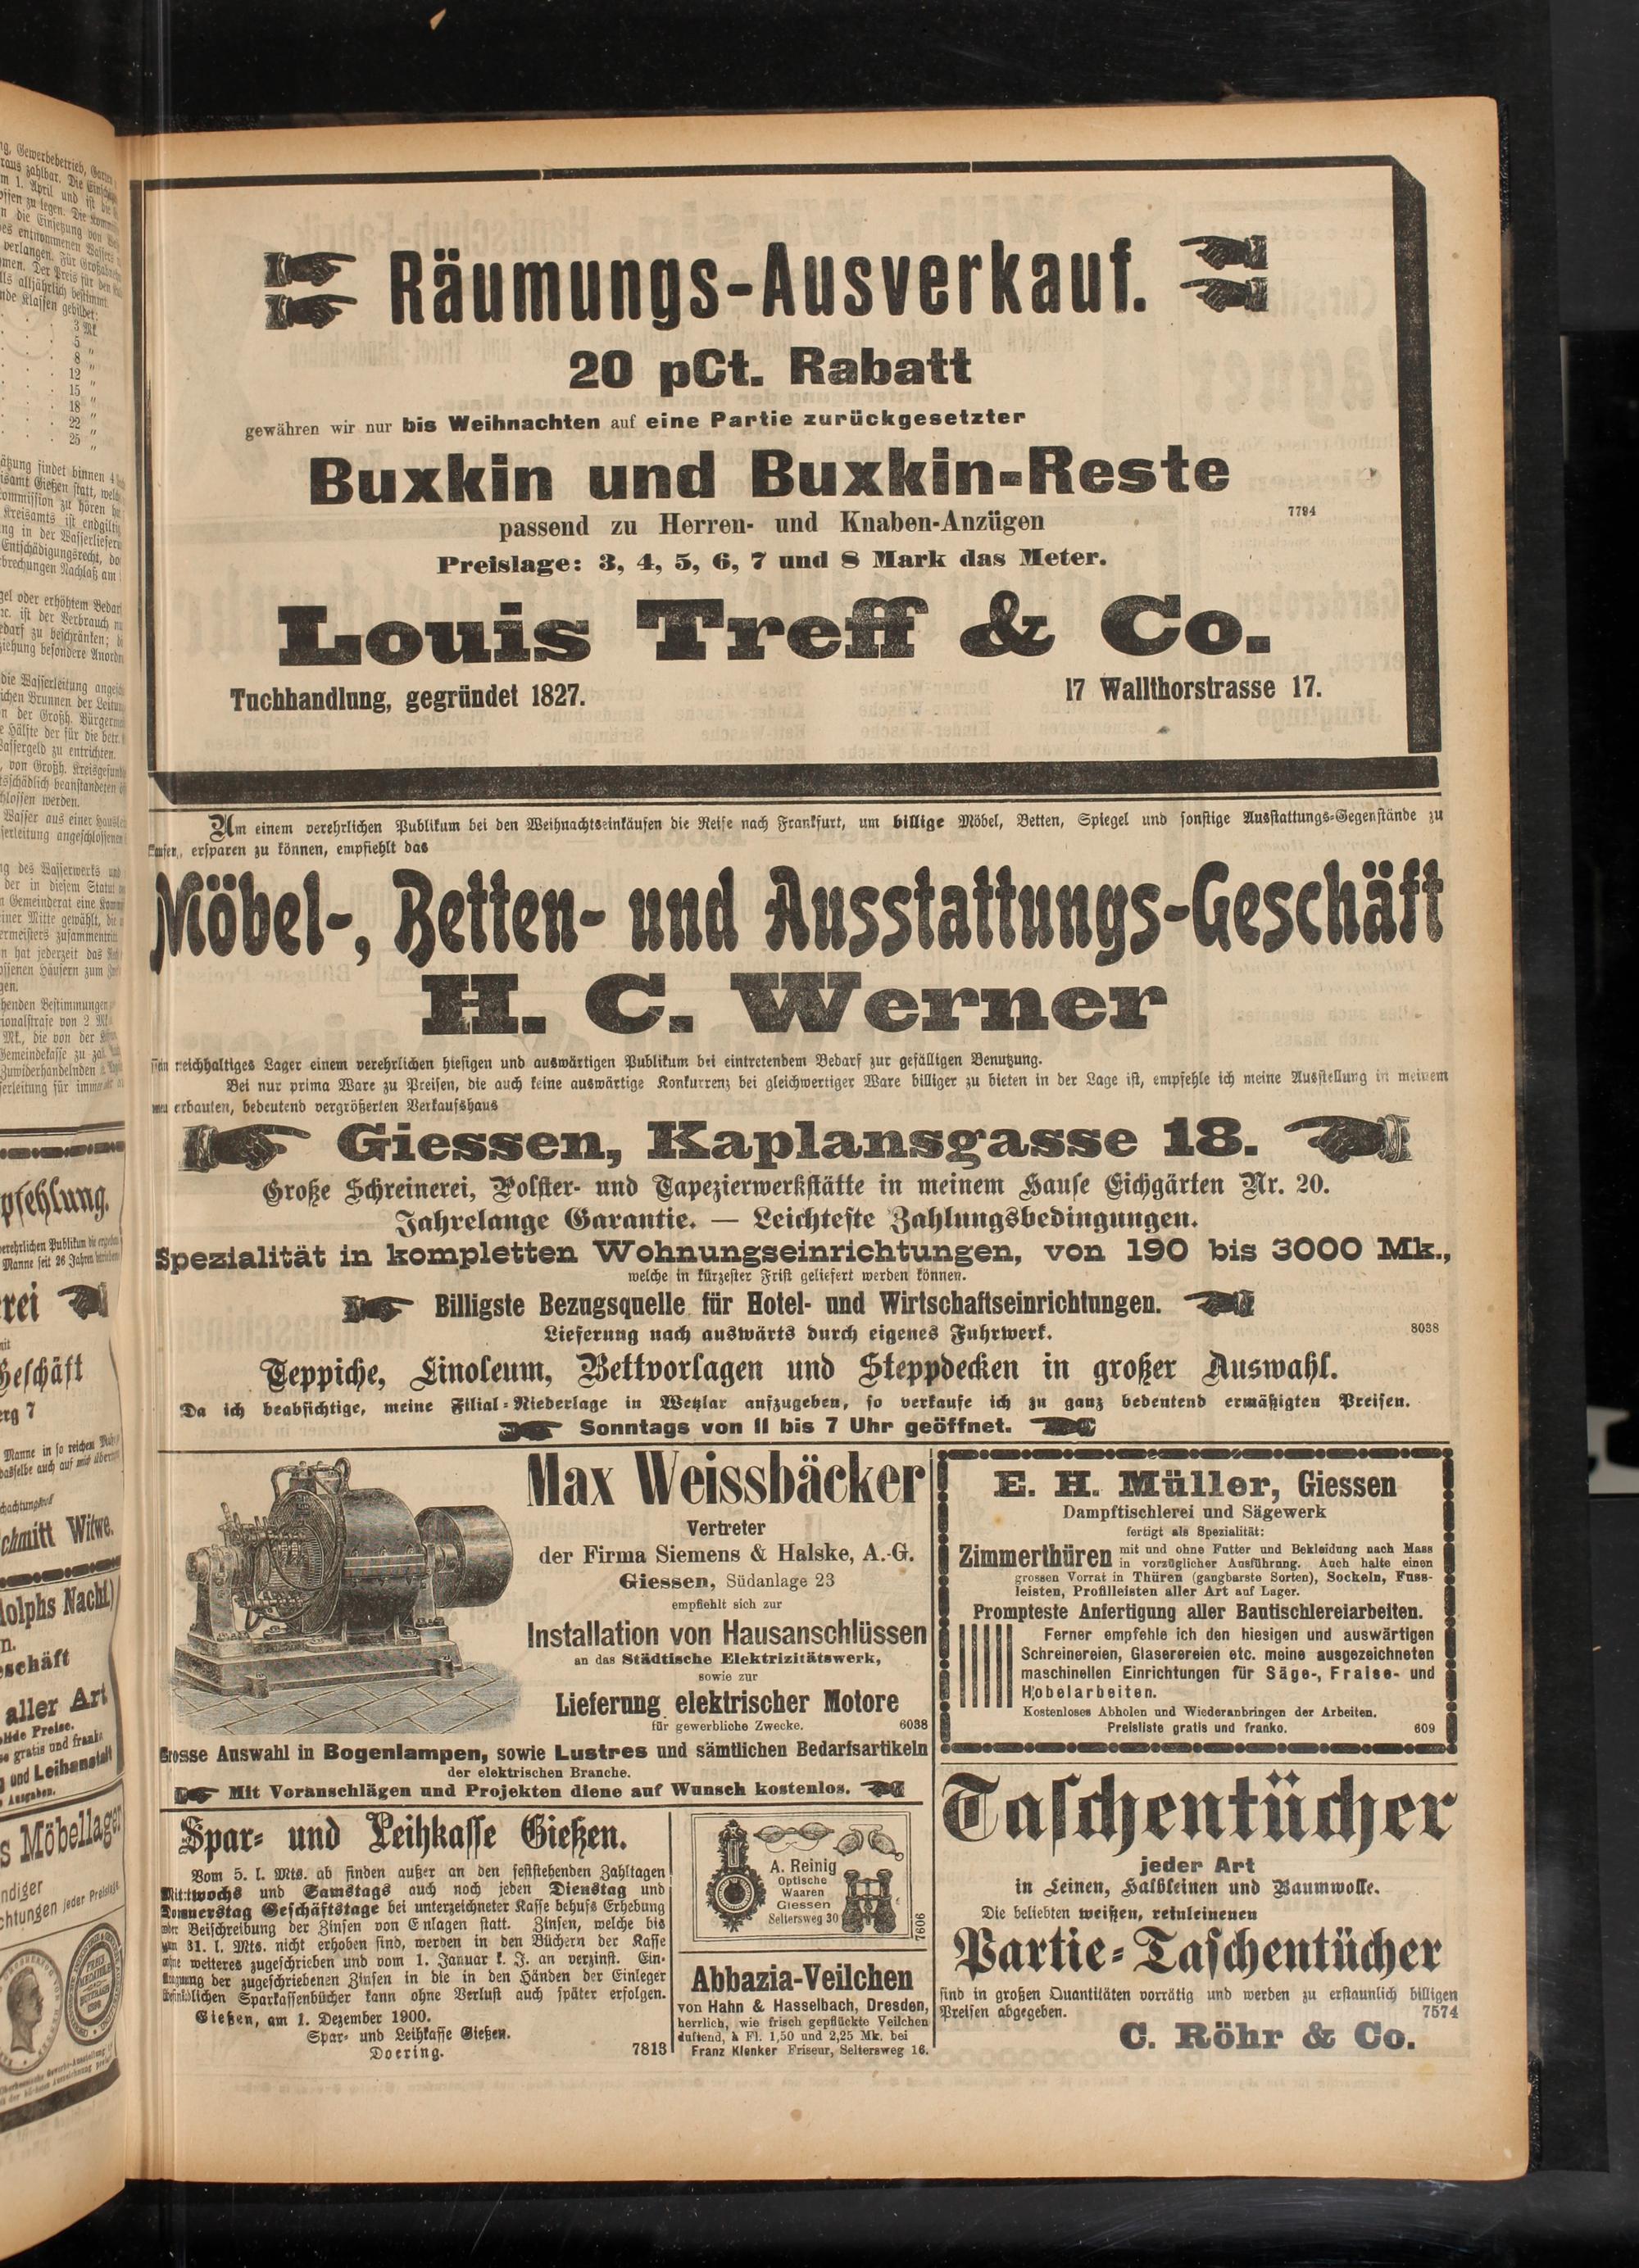 Räumungs-Ausverkauf.
20 pCt. Rabatt
gewähren wir nur bis Weihnachten auf eine Partie zurückgesetzter
Buxkin und Buxkin-Reste
passend zu Herren- und Knaben-Anzügen
7794
Preislage: 3, 4, 5, 6, 7 und 8 Mark das Meter.
Louis Treff & Co.
Tuchhandlung, gegründet 1827.
17 Wallthorstrasse 17.
Um einem verehrlichen Publikum bei den Weihnachtseinkäufen die Reise nach Frankfurt, um billige Möbel, Betten, Spiegel und sonstige Ausstattungs-Gegenstände zu
kaufen, ersparen zu können, empfiehlt das
Möbel-, Betten- und Ausstattungs-Geschäft
H. C. Werner
sein reichhaltiges Lager einem verehrlichen hiesigen und auswärtigen Publikum bei eintretendem Bedarf zur gefälligen Benutzung.
Bei nur prima Ware zu Preisen, die auch keine auswärtige Konkurrenz bei gleichwertiger Ware billiger zu bieten in der Lage ist, empfehle ich meine Ausstellung in meinem
neu erbauten, bedeutend vergrößerten Verkaufshaus
Giessen, Kaplansgasse 18.
Große Schreinerei, Polster- und Tapezierwerkstätte in meinem Hause Eichgärten Nr. 20.
Jahrelange Garantie. — Leichteste Zahlungsbedingungen.
Spezialität in kompletten Wohnungseinrichtungen, von 190 bis 3000 Mk.,
welche in kürzester Frist geliefert werden können.
Billigste Bezugsquelle für Hotel- und Wirtschaftseinrichtungen.
Lieferung nach auswärts durch eigenes Fuhrwerk.
8038
Teppiche, Linoleum, Bettvorlagen und Steppdecken in großer Auswahl.
Da ich beabsichtige, meine Filial-Niederlage in Wetzlar aufzugeben, so verkaufe ich zu ganz bedeutend ermäßigten Preisen.
Sonntags von 11 bis 7 Uhr geöffnet.
Max Weissbäcker
Vertreter
der Firma Siemens & Halske, A.-G.
Giessen, Südanlage 23
empfiehlt sich zur
Installation von Hausanschlüssen
an das Städtische Elektrizitätswerk,
sowie zur
Lieferung elektrischer Motore
für gewerbliche Zwecke.
6038
Grosse Auswahl in Bogenlampen, sowie Lustres und sämtlichen Bedarfsartikeln
der elektrischen Branche.
Mit Voranschlägen und Projekten diene auf Wunsch kostenlos.
E. H. Müller, Giessen
Dampftischlerei und Sägewerk
fertigt als Spezialität:
Zimmerthüren mit und ohne Futter und Bekleidung nach Mass
in vorzüglicher Ausführung. Auch halte einen
grossen Vorrat in Thüren (gangbarste Sorten), Sockeln, Fuss-
leisten, Profilleisten aller Art auf Lager.
Prompteste Anfertigung aller Bautischlereiarbeiten.
Ferner empfehle ich den hiesigen und auswärtigen
Schreinereien, Glaserereien etc. meine ausgezeichneten
maschinellen Einrichtungen für Säge-, Fraise- und
Hobelarbeiten.
Kostenloses Abholen und Wiederanbringen der Arbeiten.
Preisliste gratis und franko.
609
Spar- und Leihkasse Gießen.
Vom 5. l. Mts. ab finden außer an den feststehenden Zahltagen
Mittwochs und Samstags auch noch jeden Dienstag und
Donnerstag Geschäftstage bei unterzeichneter Kasse behufs Erhebung
oder Beischreibung der Zinsen von Einlagen statt. Zinsen, welche bis
zum 31. l. Mts. nicht erhoben sind, werden in den Büchern der Kasse
ohne weiteres zugeschrieben und vom 1. Januar k. J. an verzinst. Ein-
tragung der zugeschriebenen Zinsen in die in den Händen der Einleger
befindlichen Sparkassenbücher kann ohne Verlust auch später erfolgen.
Gießen, am 1. Dezember 1900.
Spar- und Leihkasse Gießen.
Doering.
7813
A. Reinig
Optische
Waaren
Giessen
Seltersweg 30
7606
Abbazia-Veilchen
von Hahn & Hasselbach, Dresden,
herrlich, wie frisch gepflückte Veilchen
duftend, à Fl. 1,50 und 2,25 Mk. bei
Franz Klenker Friseur, Seltersweg 16.
Taschentücher
jeder Art
in Leinen, Halbleinen und Baumwolle.
Die beliebten weißen, reinleinenen
Partie-Taschentücher
sind in großen Quantitäten vorrätig und werden zu erstaunlich billigen
Preisen abgegeben.
7574
C. Röhr & Co.